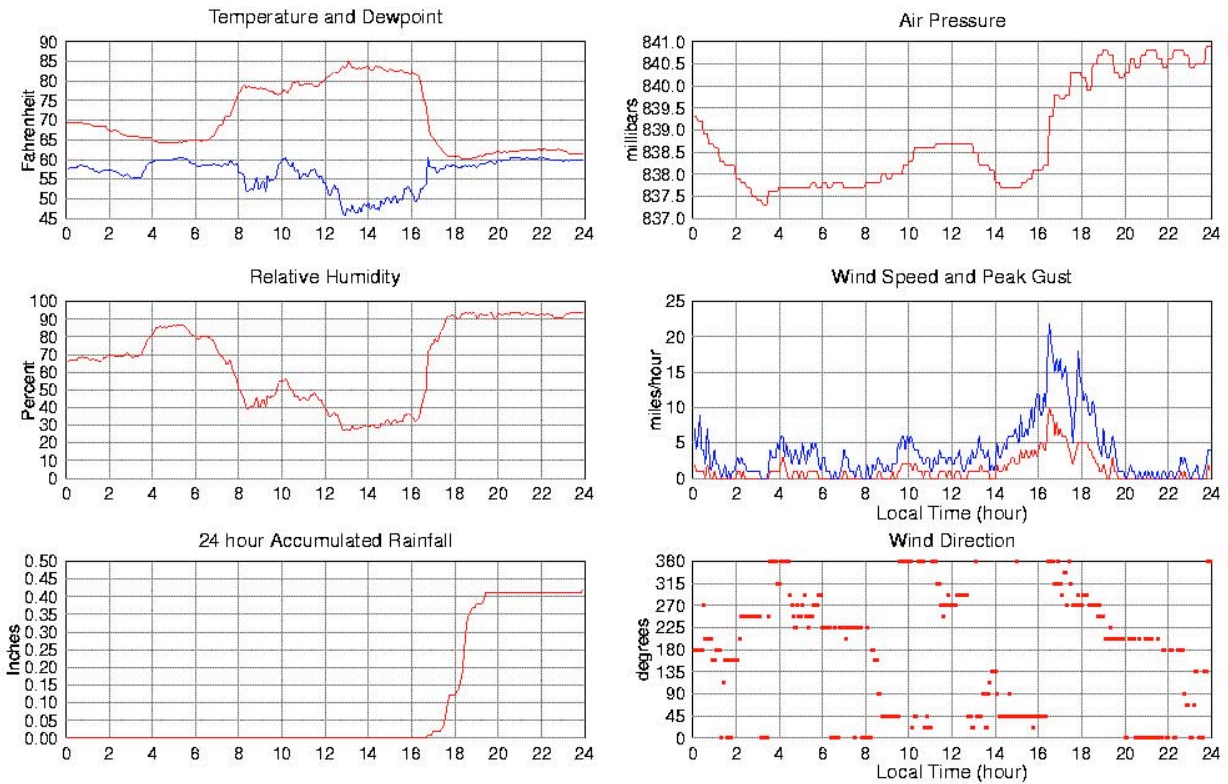 Temperature and Dewpoint
Fahrenheit
90
85
80
75
70
65
60
55
50
45
0 2 4 6 8 10 12 14 16 18 20 22 24
Air Pressure
millibars
841.0
840.5
840.0
839.5
839.0
838.5
838.0
837.5
837.0
0 2 4 6 8 10 12 14 16 18 20 22 24
Relative Humidity
Percent
100
90
80
70
60
50
40
30
20
10
0
0 2 4 6 8 10 12 14 16 18 20 22 24
Wind Speed and Peak Gust
miles/hour
25
20
15
10
5
0
0 2 4 6 8 10 12 14 16 18 20 22 24
Local Time (hour)
24 hour Accumulated Rainfall
Inches
0.50
0.45
0.40
0.35
0.30
0.25
0.20
0.15
0.10
0.05
0.00
0 2 4 6 8 10 12 14 16 18 20 22 24
Wind Direction
degrees
360
315
270
225
180
135
90
45
0
0 2 4 6 8 10 12 14 16 18 20 22 24
Local Time (hour)